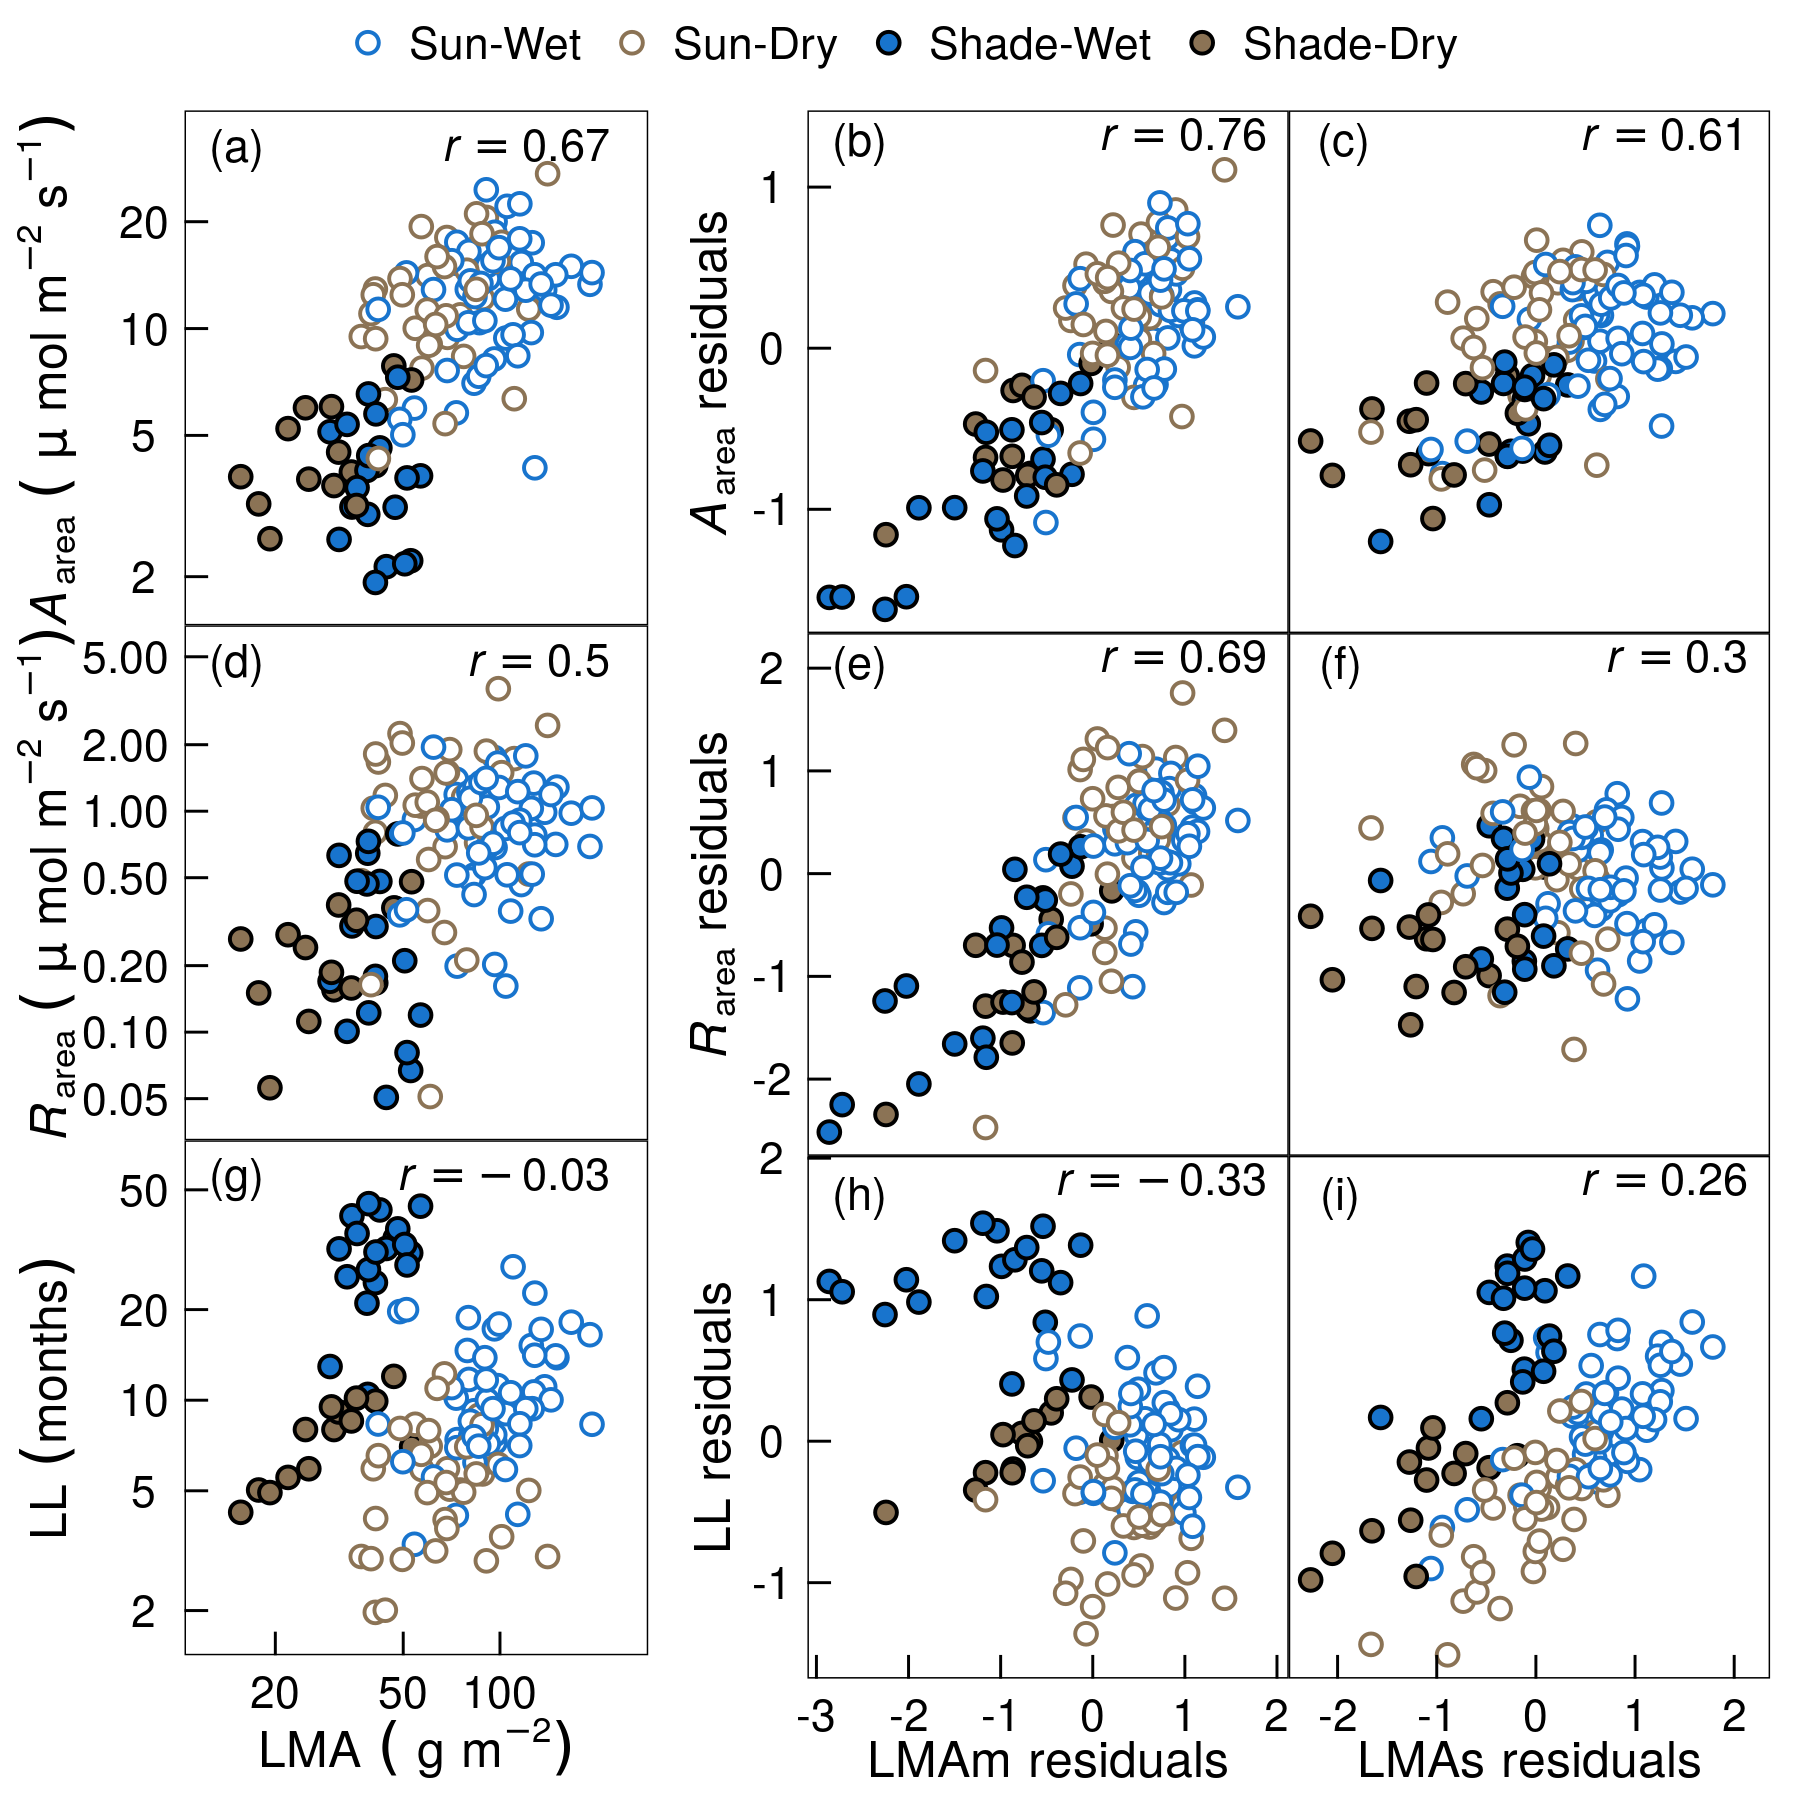 Sun-Wet Sun-Dry Shade-Wet Shade-Dry
(a) r = 0.67
(b) r = 0.76
(c) r = 0.61
A area ( μ mol m −2 s −1 )
20
10
5
2
A area residuals
1
0
-1
(d) r = 0.5
(e) r = 0.69
(f) r = 0.3
R area ( μ mol m −2 s −1 )
5.00
2.00
1.00
0.50
0.20
0.10
0.05
R area residuals
2
1
0
-1
-2
(g) r = − 0.03
(h) r = − 0.33
(i) r = 0.26
LL (months)
50
20
10
5
2
LL residuals
2
1
0
-1
20 50 100
LMA ( g m −2 )
-3 -2 -1 0 1 2
LMAm residuals
-2 -1 0 1 2
LMAs residuals